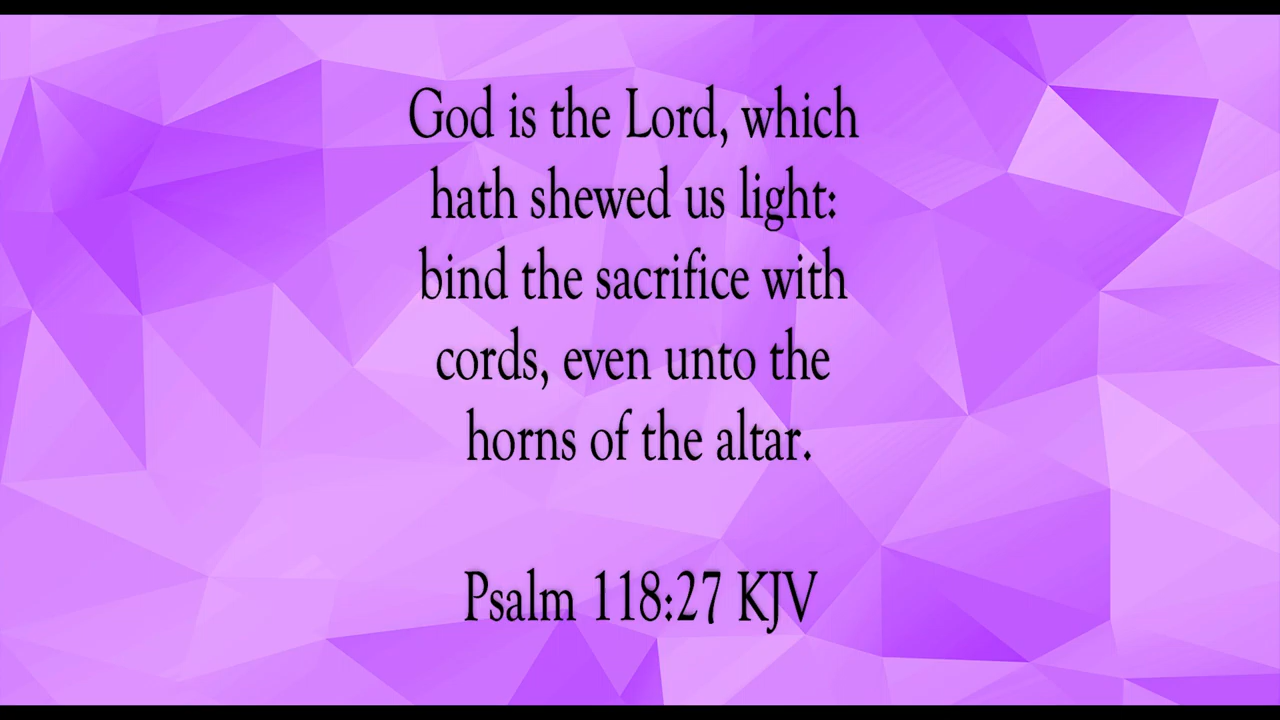 God is the Lord, which
hath shewed us light:
bind the sacrifice with
cords, even unto the
horns of the altar.
Psalm 118:27 KJV